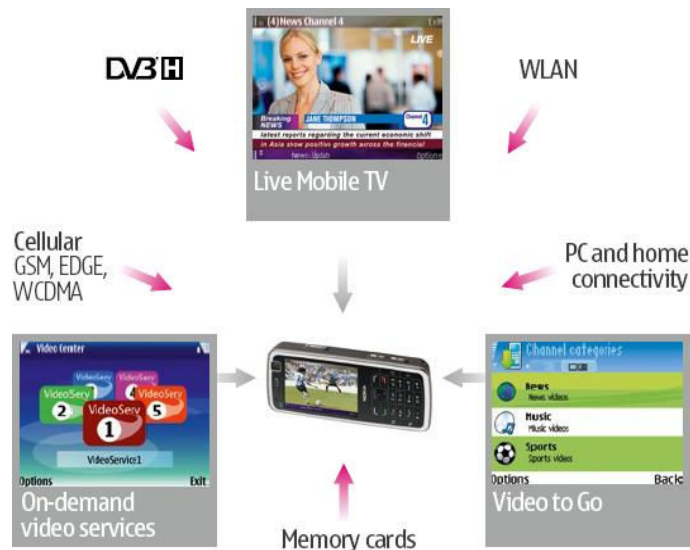 (4)News Channel 4
LIVE
Breaking
NEWS
JANE THOMPSON
Channel
4
latest reports regarding the current economic shift
in Asia show positive growth across the financial
News Update
Options
DVB H
WLAN
Live Mobile TV
Cellular
GSM, EDGE,
WCDMA
PC and home
connectivity
Video Center
VideoServ
VideoServ
4
VideoServ
2
VideoServ
5
VideoServ
1
VideoService1
Options
Exit
On-demand
video services
NOKIA
Channel categories
News
News videos
Music
Music videos
Sports
Sports videos
Options
Back
Video to Go
Memory cards